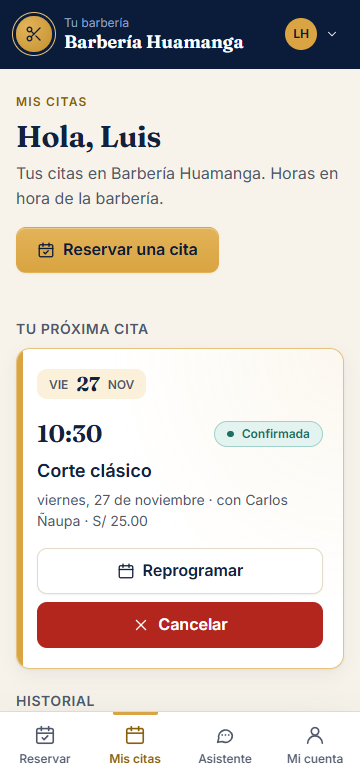 Tu barbería
Barbería Huamanga
LH
MIS CITAS
Hola, Luis
Tus citas en Barbería Huamanga. Horas en
hora de la barbería.
Reservar una cita
TU PRÓXIMA CITA
VIE 27 NOV
10:30
Confirmada
Corte clásico
viernes, 27 de noviembre · con Carlos
Ñaupa · S/ 25.00
Reprogramar
Cancelar
HISTORIAL
Reservar
Mis citas
Asistente
Mi cuenta